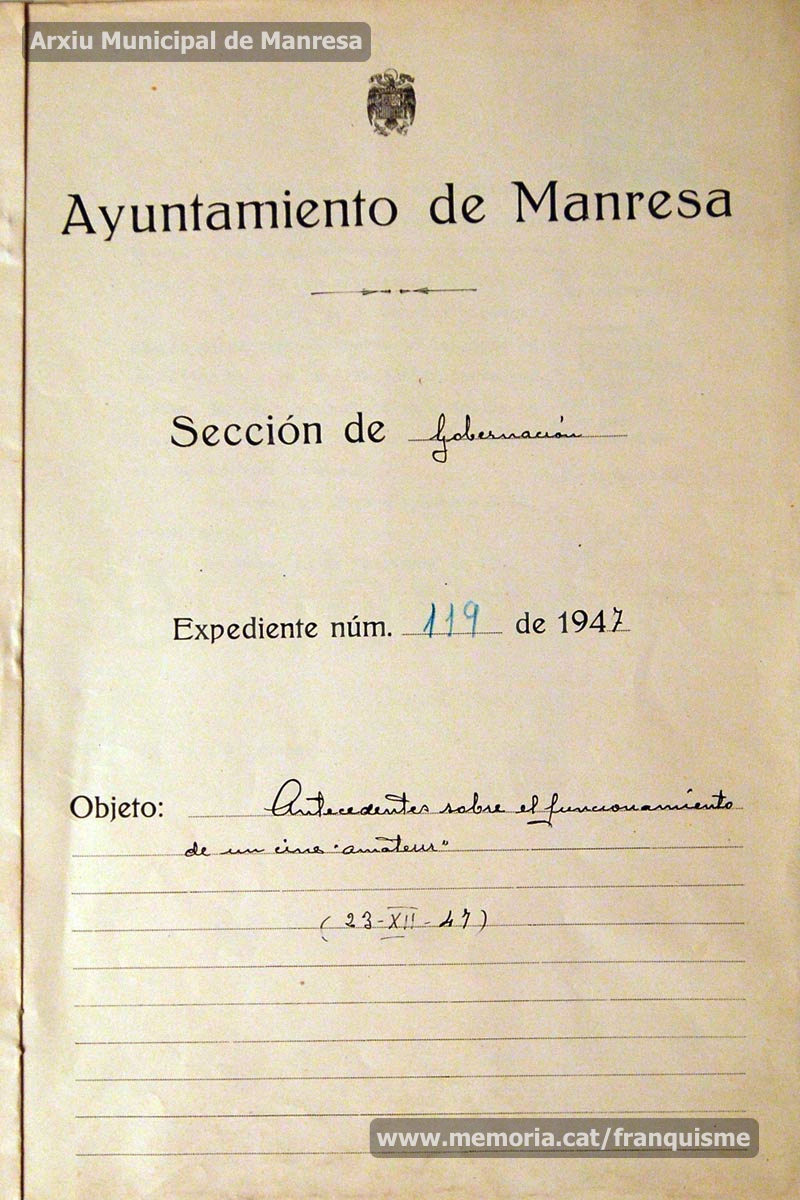 Arxiu Municipal de Manresa
Ayuntamiento de Manresa
Sección de Gobernación
Expediente núm. 119 de 1947
Objeto: Antecedentes sobre el funcionamiento
de un cine "amateur"
(23-XII-47)
www.memoria.cat/franquisme